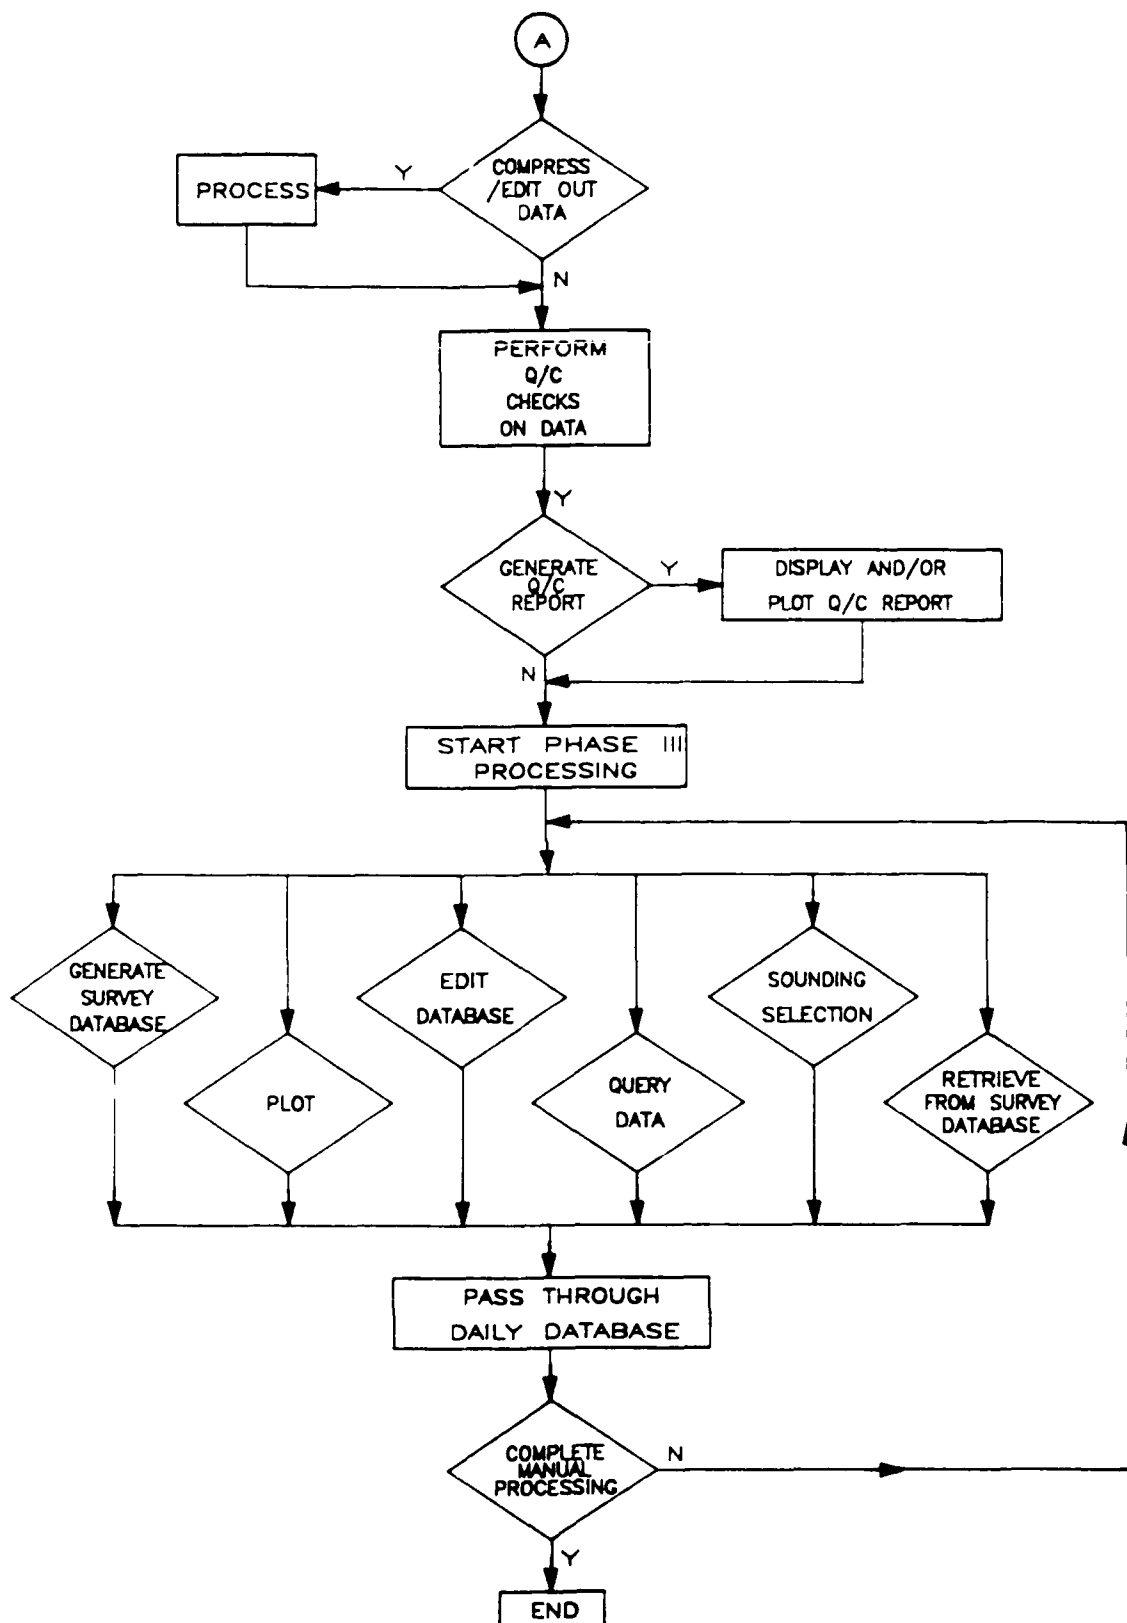 A
COMPRESS
/EDIT OUT
DATA
Y
PROCESS
N
PERFORM
Q/C
CHECKS
ON DATA
Y
GENERATE
Q/C
REPORT
Y
DISPLAY AND/OR
PLOT Q/C REPORT
N
START PHASE III
PROCESSING
GENERATE
SURVEY
DATABASE
PLOT
EDIT
DATABASE
QUERY
DATA
SOUNDING
SELECTION
RETRIEVE
FROM SURVEY
DATABASE
PASS THROUGH
DAILY DATABASE
COMPLETE
MANUAL
PROCESSING
N
Y
END